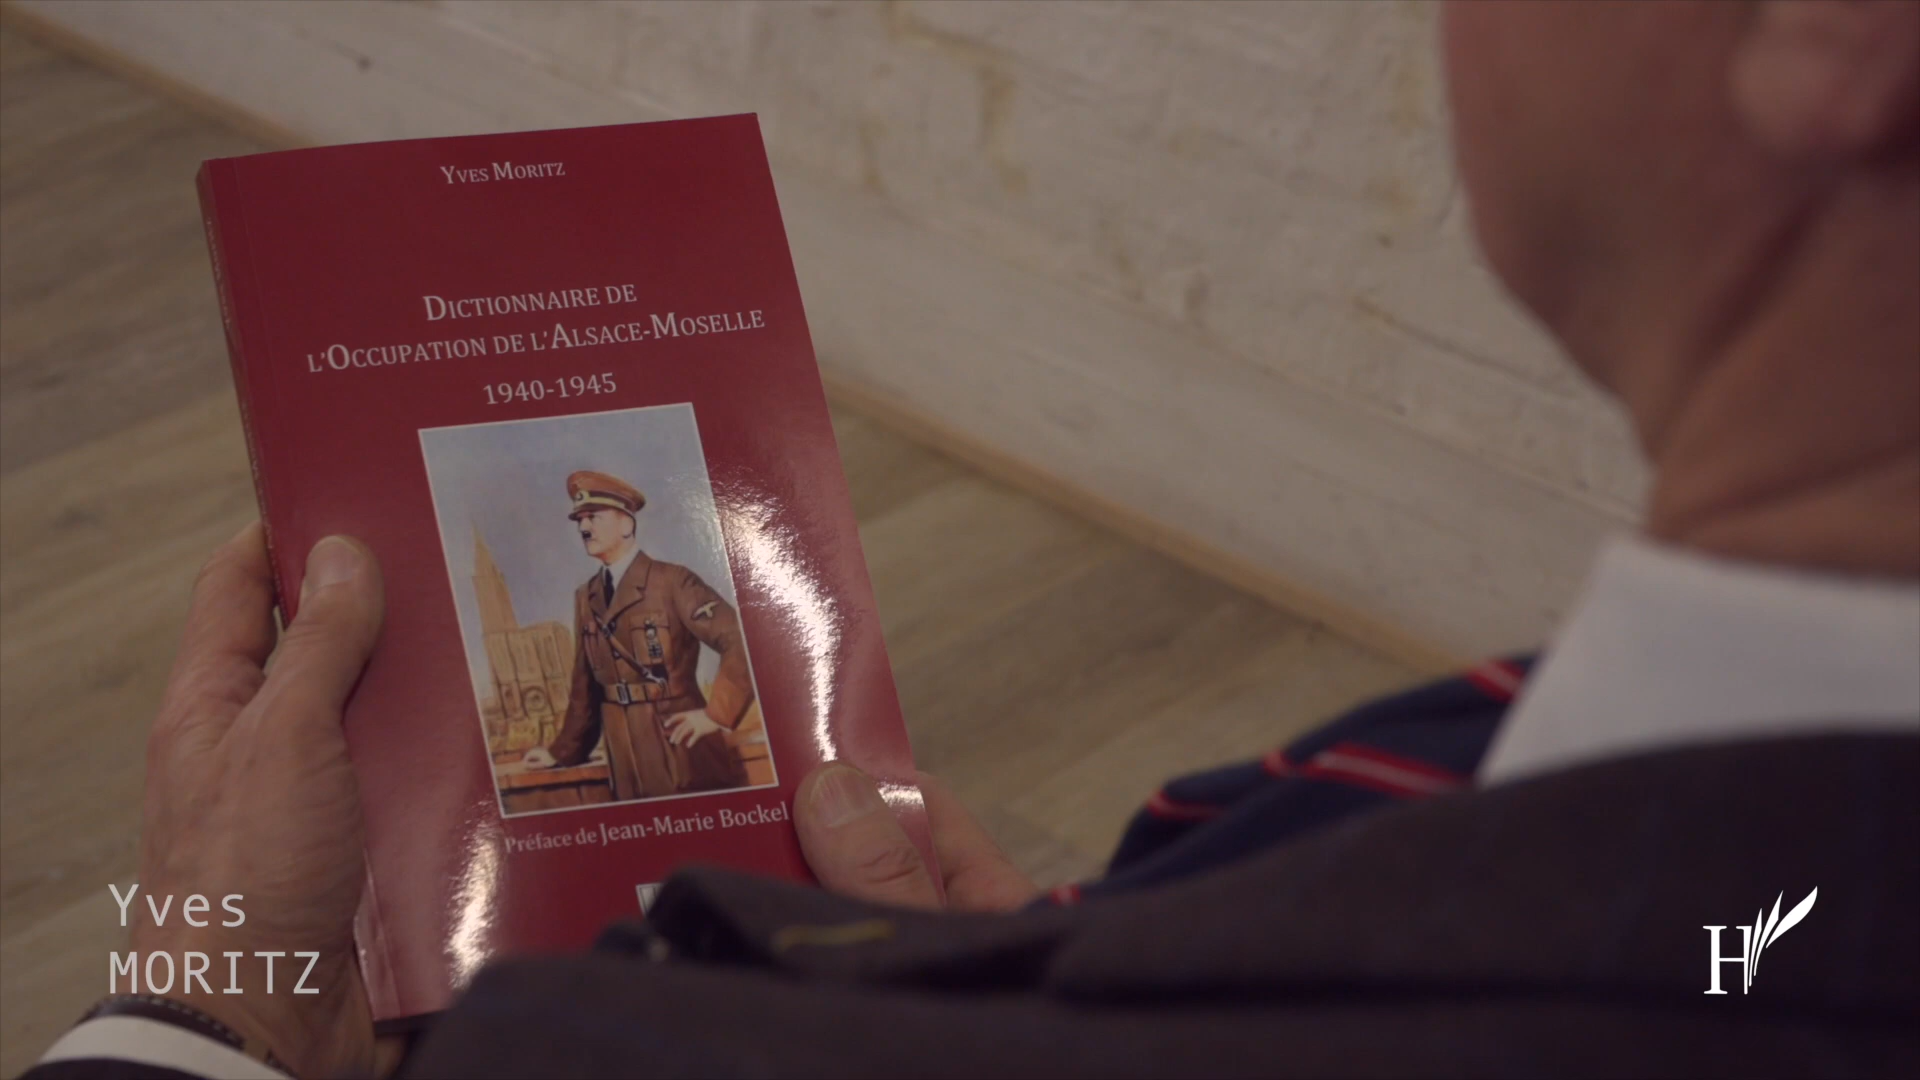 YVES MORITZ
DICTIONNAIRE DE
L'OCCUPATION DE L'ALSACE-MOSELLE
1940-1945
Préface de Jean-Marie Bockel
Yves
MORITZ
H